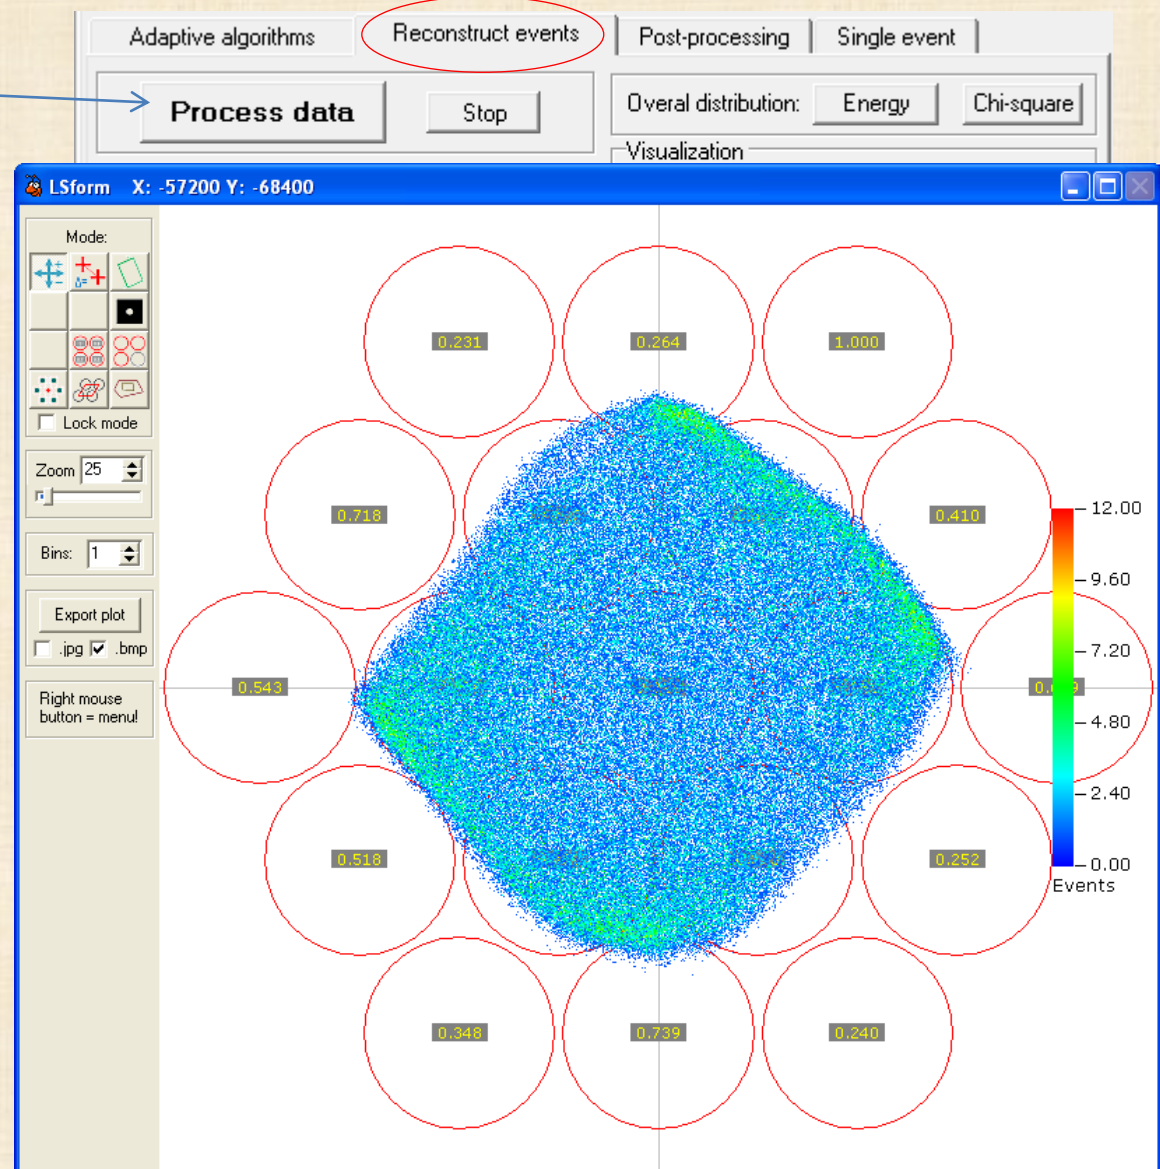 Adaptive algorithms Reconstruct events Post-processing Single event
Process data Stop Overal distribution: Energy Chi-square
Visualization
LSform X: -57200 Y: -68400
Mode:
Lock mode
Zoom 25
Bins: 1
Export plot
.jpg .bmp
Right mouse
button = menu!
0.231 0.264 1.000
0.718 0.410
0.543
0.518 0.252
0.348 0.739 0.240
12.00
9.60
7.20
4.80
2.40
0.00
Events